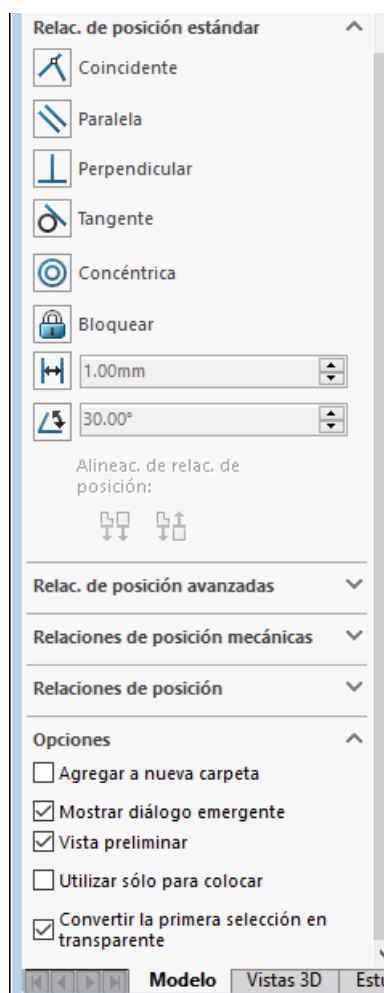 Relac. de posición estándar
Coincidente
Paralela
Perpendicular
Tangente
Concéntrica
Bloquear
1.00mm
30.00°
Alineac. de relac. de
posición:
Relac. de posición avanzadas
Relaciones de posición mecánicas
Relaciones de posición
Opciones
Agregar a nueva carpeta
Mostrar diálogo emergente
Vista preliminar
Utilizar sólo para colocar
Convertir la primera selección en
transparente
Modelo Vistas 3D Estu